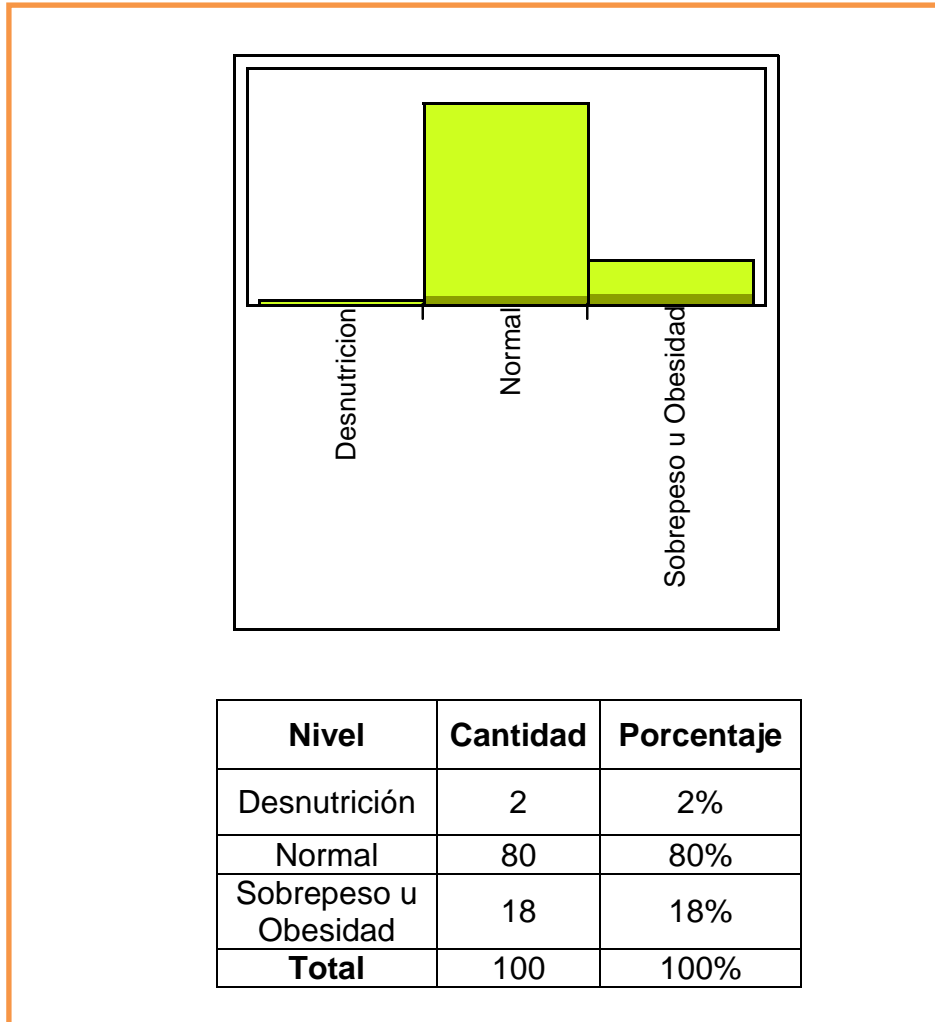 Desnutricion
Normal
Sobrepeso u Obesidad
Nivel Cantidad Porcentaje
Desnutrición 2 2%
Normal 80 80%
Sobrepeso u
Obesidad 18 18%
Total 100 100%